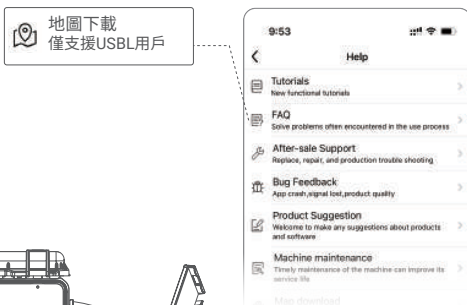 地圖下載
僅支援USBL用戶
9:53
Help
Tutorials
New functional tutorials
FAQ
Solve problems often encountered in the use process
After-sale Support
Replace, repair, and production trouble shooting
Bug Feedback
App crash,signal lost,product quality
Product Suggestion
Welcome to make any suggestions about products
and software
Machine maintenance
Timely maintenance of the machine can improve its
service life
Map download